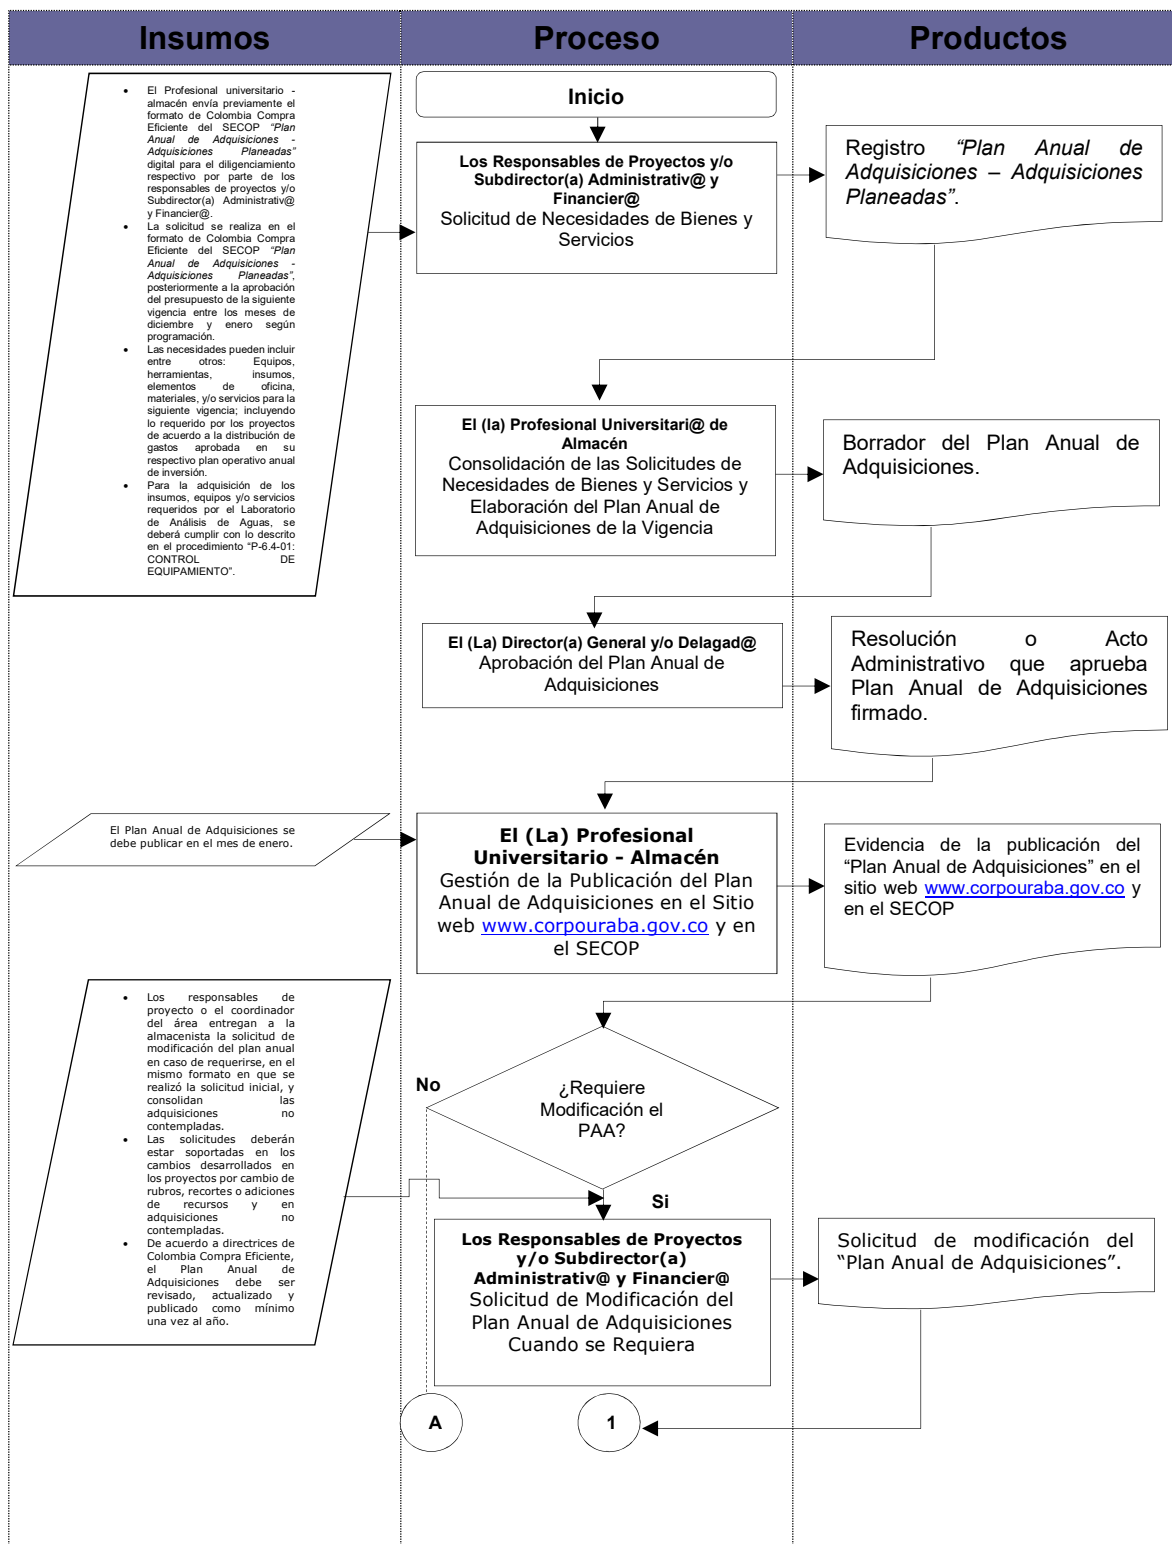 Insumos
Proceso
Productos
• El Profesional universitario -
almacén envía previamente el
formato de Colombia Compra
Eficiente del SECOP “Plan
Anual de Adquisiciones -
Adquisiciones Planeadas”
digital para el diligenciamiento
respectivo por parte de los
responsables de proyectos y/o
Subdirector(a) Administrativ@
y Financier@.
• La solicitud se realiza en el
formato de Colombia Compra
Eficiente del SECOP “Plan
Anual de Adquisiciones -
Adquisiciones Planeadas”,
posteriormente a la aprobación
del presupuesto de la siguiente
vigencia entre los meses de
diciembre y enero según
programación.
• Las necesidades pueden incluir
entre otros: Equipos,
herramientas, insumos,
elementos de oficina,
materiales, y/o servicios para la
siguiente vigencia; incluyendo
lo requerido por los proyectos
de acuerdo a la distribución de
gastos aprobada en su
respectivo plan operativo anual
de inversión.
• Para la adquisición de los
insumos, equipos y/o servicios
requeridos por el Laboratorio
de Análisis de Aguas, se
deberá cumplir con lo descrito
en el procedimiento “P-6.4-01:
CONTROL DE
EQUIPAMIENTO”.
Inicio
Los Responsables de Proyectos y/o
Subdirector(a) Administrativ@ y
Financier@
Solicitud de Necesidades de Bienes y
Servicios
Registro “Plan Anual de
Adquisiciones – Adquisiciones
Planeadas”.
El (la) Profesional Universitari@ de
Almacén
Consolidación de las Solicitudes de
Necesidades de Bienes y Servicios y
Elaboración del Plan Anual de
Adquisiciones de la Vigencia
Borrador del Plan Anual de
Adquisiciones.
El (La) Director(a) General y/o Delagad@
Aprobación del Plan Anual de
Adquisiciones
Resolución o Acto
Administrativo que aprueba
Plan Anual de Adquisiciones
firmado.
El Plan Anual de Adquisiciones se
debe publicar en el mes de enero.
El (La) Profesional
Universitario - Almacén
Gestión de la Publicación del Plan
Anual de Adquisiciones en el Sitio
web www.corpouraba.gov.co y en
el SECOP
Evidencia de la publicación del
“Plan Anual de Adquisiciones” en el
sitio web www.corpouraba.gov.co y
en el SECOP
• Los responsables de
proyecto o el coordinador
del área entregan a la
almacenista la solicitud de
modificación del plan anual
en caso de requerirse, en el
mismo formato en que se
realizó la solicitud inicial, y
consolidan las
adquisiciones no
contempladas.
• Las solicitudes deberán
estar soportadas en los
cambios desarrollados en
los proyectos por cambio de
rubros, recortes o adiciones
de recursos y en
adquisiciones no
contempladas.
• De acuerdo a directrices de
Colombia Compra Eficiente,
el Plan Anual de
Adquisiciones debe ser
revisado, actualizado y
publicado como mínimo
una vez al año.
No
¿Requiere
Modificación el
PAA?
Si
Los Responsables de Proyectos
y/o Subdirector(a)
Administrativ@ y Financier@
Solicitud de Modificación del
Plan Anual de Adquisiciones
Cuando se Requiera
Solicitud de modificación del
“Plan Anual de Adquisiciones”.
A
1